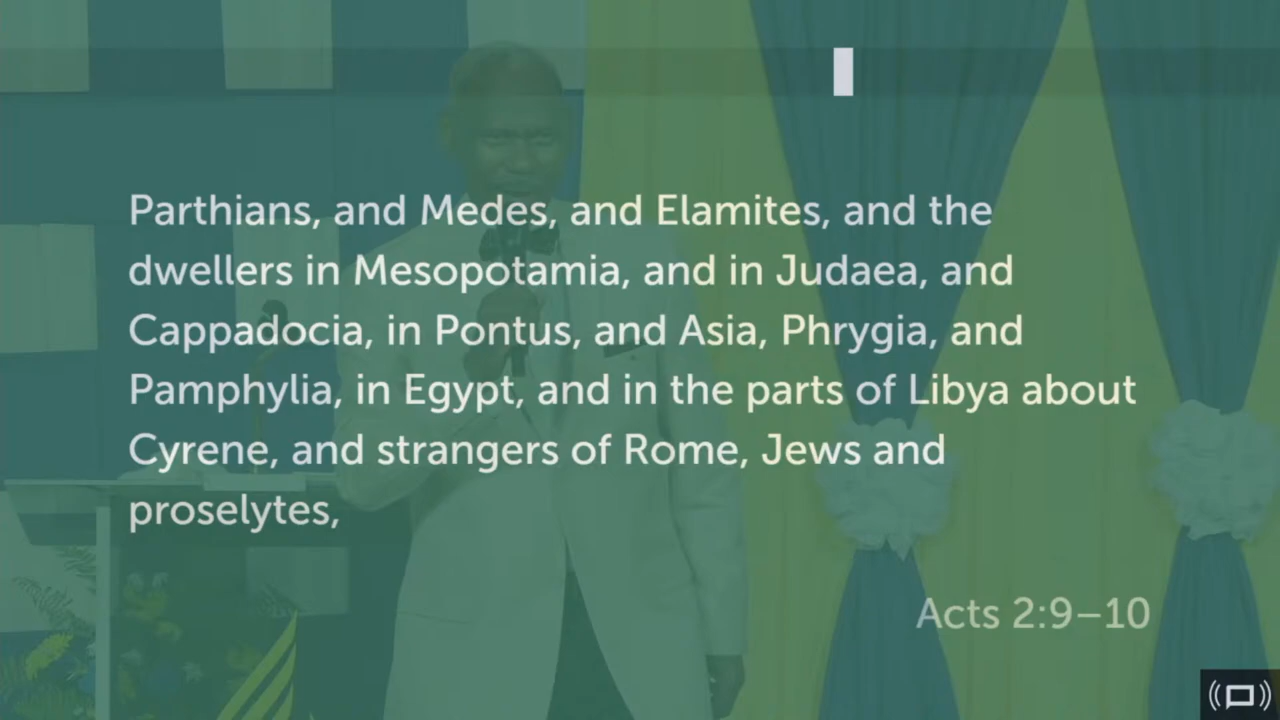 Parthians, and Medes, and Elamites, and the
dwellers in Mesopotamia, and in Judaea, and
Cappadocia, in Pontus, and Asia, Phrygia, and
Pamphylia, in Egypt, and in the parts of Libya about
Cyrene, and strangers of Rome, Jews and
proselytes,
Acts 2:9–10